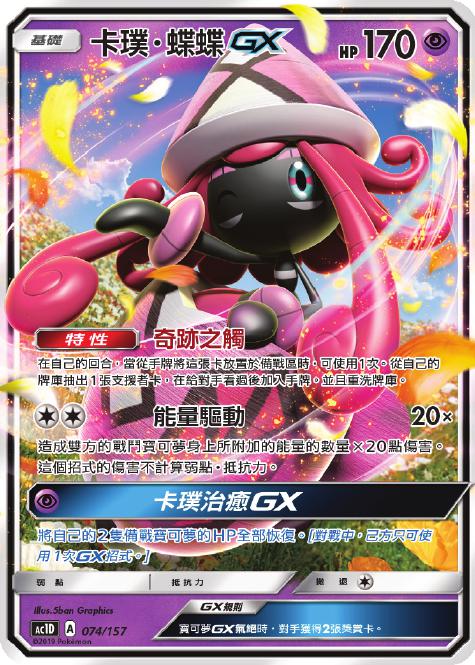 基礎 卡璞·蝶蝶GX HP 170
特性 奇跡之觸
在自己的回合，當從手牌將這張卡放置於備戰區時，可使用1次。從自己的
牌庫抽出1張支援者卡，在給對手看過後加入手牌。並且重洗牌庫。
能量驅動 20×
造成雙方的戰鬥寶可夢身上所附加的能量的數量×20點傷害。
這個招式的傷害不計算弱點·抵抗力。
卡璞治癒GX
將自己的2隻備戰寶可夢的HP全部恢復。[對戰中，己方只可使
用1次GX招式。]
弱點 抵抗力 撤退
Illus.5ban Graphics
GX規則
AC1D A 074/157
寶可夢GX氣絕時，對手獲得2張獎賞卡。
©2019 Pokémon